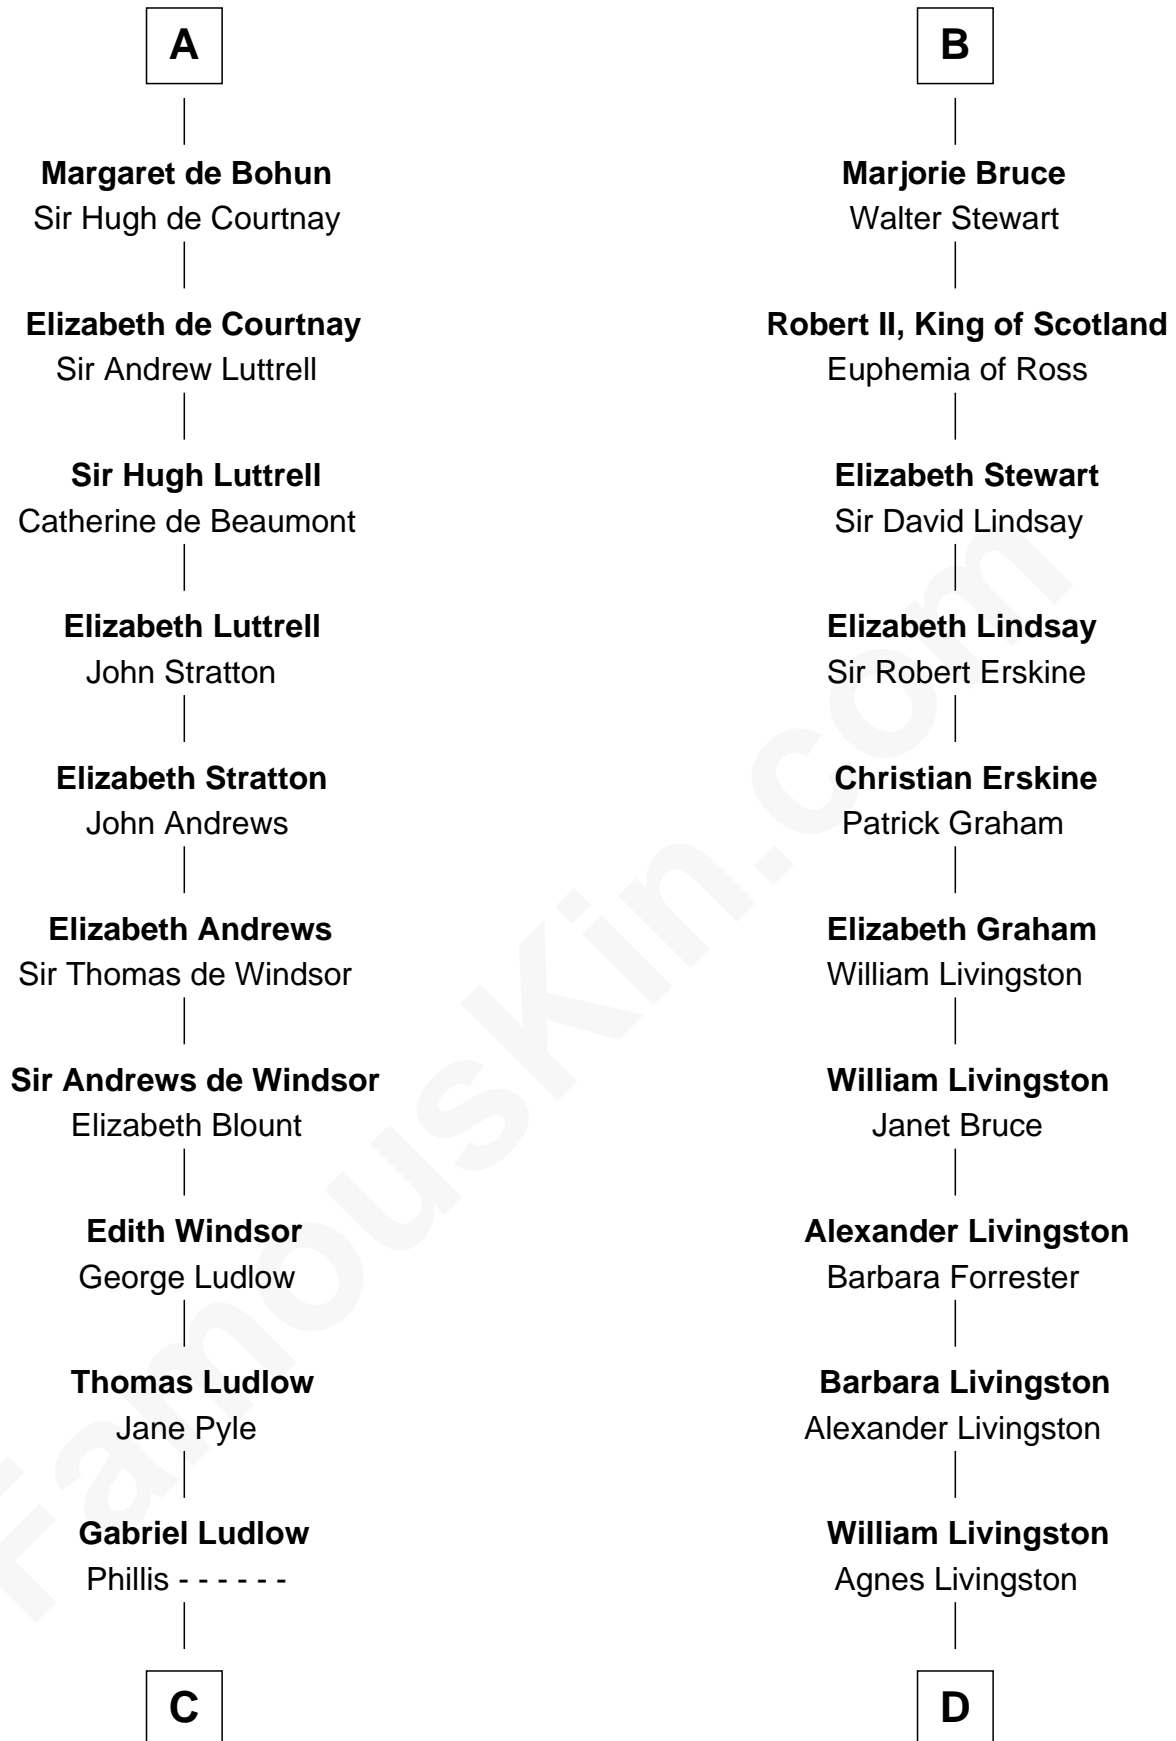 A
Margaret de Bohun
Sir Hugh de Courtnay
Elizabeth de Courtnay
Sir Andrew Luttrell
Sir Hugh Luttrell
Catherine de Beaumont
Elizabeth Luttrell
John Stratton
Elizabeth Stratton
John Andrews
Elizabeth Andrews
Sir Thomas de Windsor
Sir Andrews de Windsor
Elizabeth Blount
Edith Windsor
George Ludlow
Thomas Ludlow
Jane Pyle
Gabriel Ludlow
Phillis - - - - - -
C
B
Marjorie Bruce
Walter Stewart
Robert II, King of Scotland
Euphemia of Ross
Elizabeth Stewart
Sir David Lindsay
Elizabeth Lindsay
Sir Robert Erskine
Christian Erskine
Patrick Graham
Elizabeth Graham
William Livingston
William Livingston
Janet Bruce
Alexander Livingston
Barbara Forrester
Barbara Livingston
Alexander Livingston
William Livingston
Agnes Livingston
D
FamousKin.com